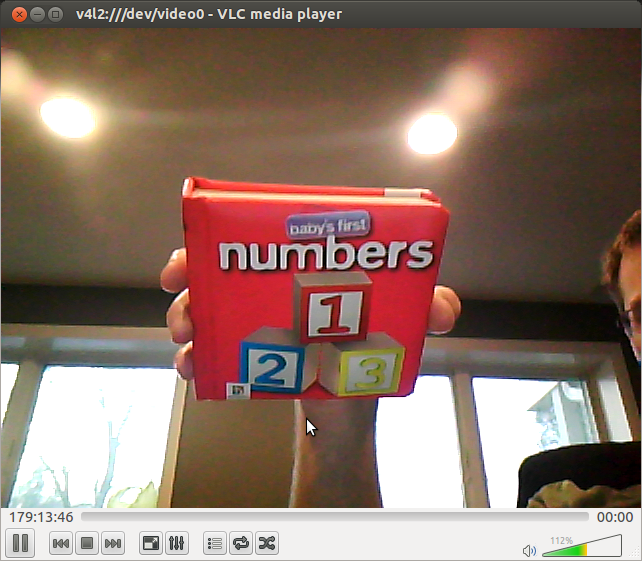 v4l2:///dev/video0 - VLC media player
baby's first
numbers
1
2
3
179:13:46
00:00
112%